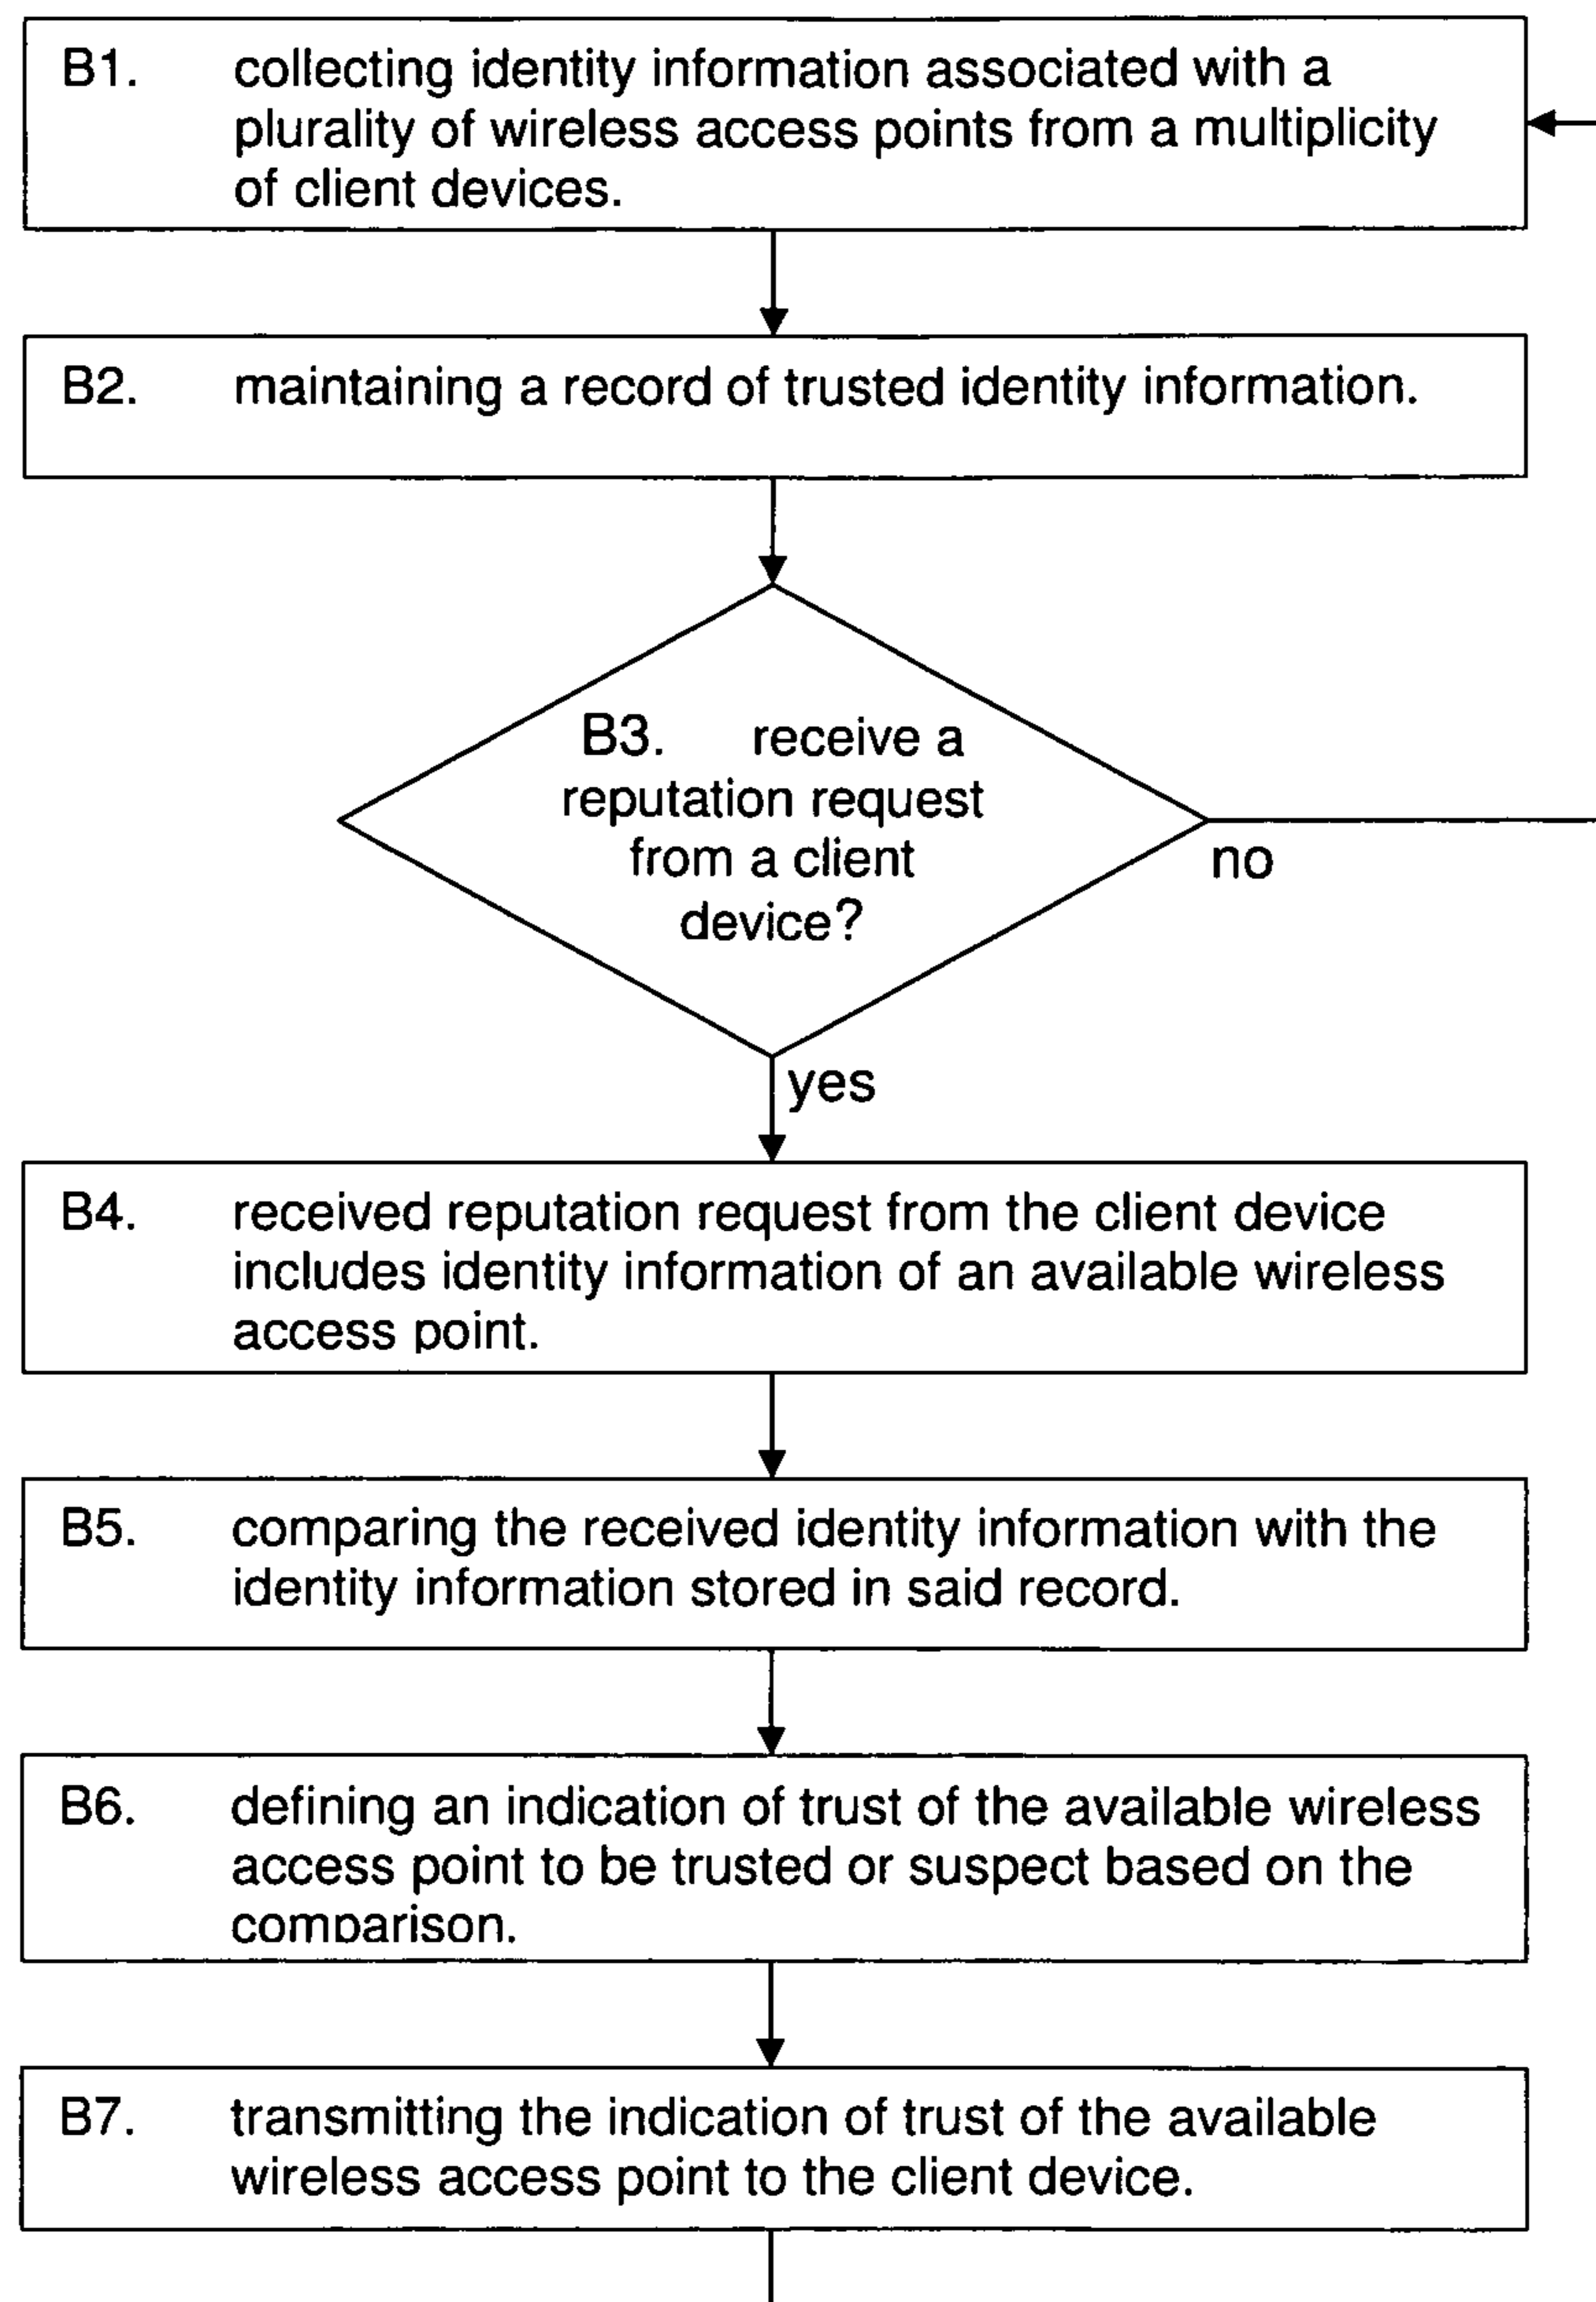 B1. collecting identity information associated with a
plurality of wireless access points from a multiplicity
of client devices.
B2. maintaining a record of trusted identity information.
B3. receive a
reputation request
from a client
device?
no
yes
B4. received reputation request from the client device
includes identity information of an available wireless
access point.
B5. comparing the received identity information with the
identity information stored in said record.
B6. defining an indication of trust of the available wireless
access point to be trusted or suspect based on the
comparison.
B7. transmitting the indication of trust of the available
wireless access point to the client device.